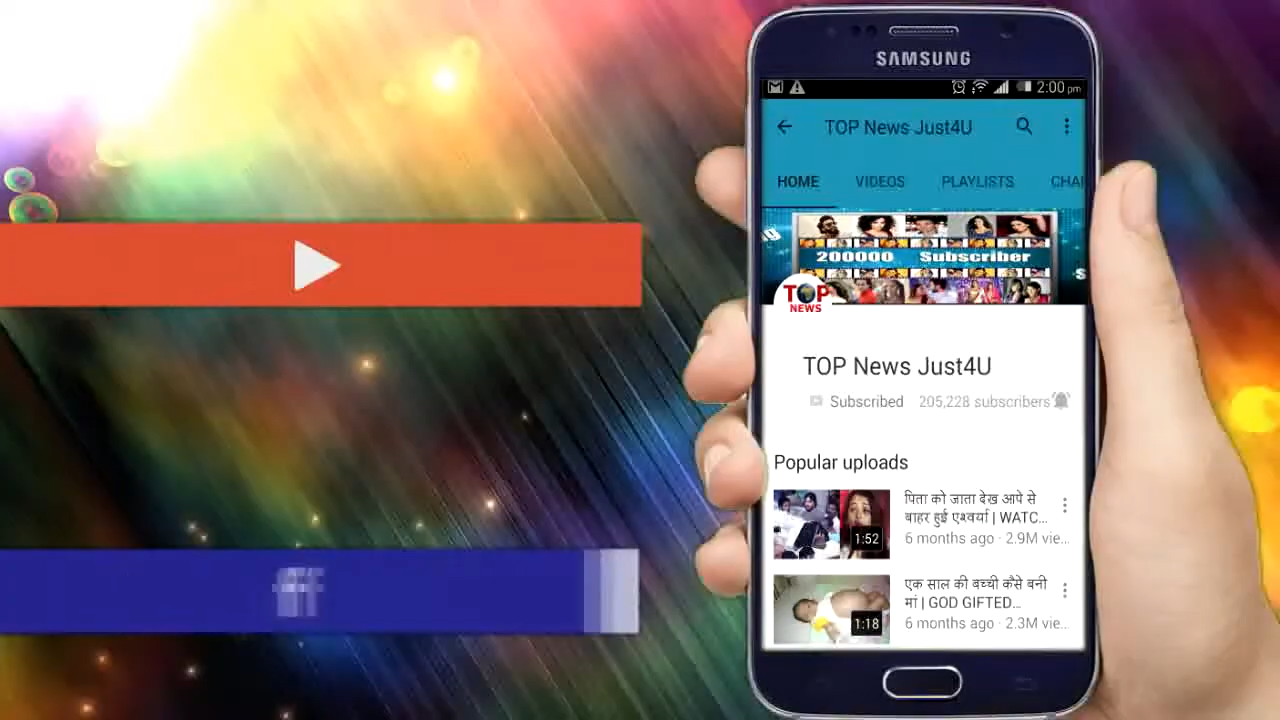 SAMSUNG
2:00 pm
TOP News Just4U
HOME VIDEOS PLAYLISTS CHA
200000 Subscriber
TOP
NEWS
TOP News Just4U
Subscribed 205,228 subscribers
Popular uploads
पिता को जाता देख आपे से
बाहर हुई एश्वर्या | WATC...
6 months ago · 2.9M vie...
1:52
एक साल की बच्ची कैसे बनी
मां | GOD GIFTED...
6 months ago · 2.3M vie...
1:18